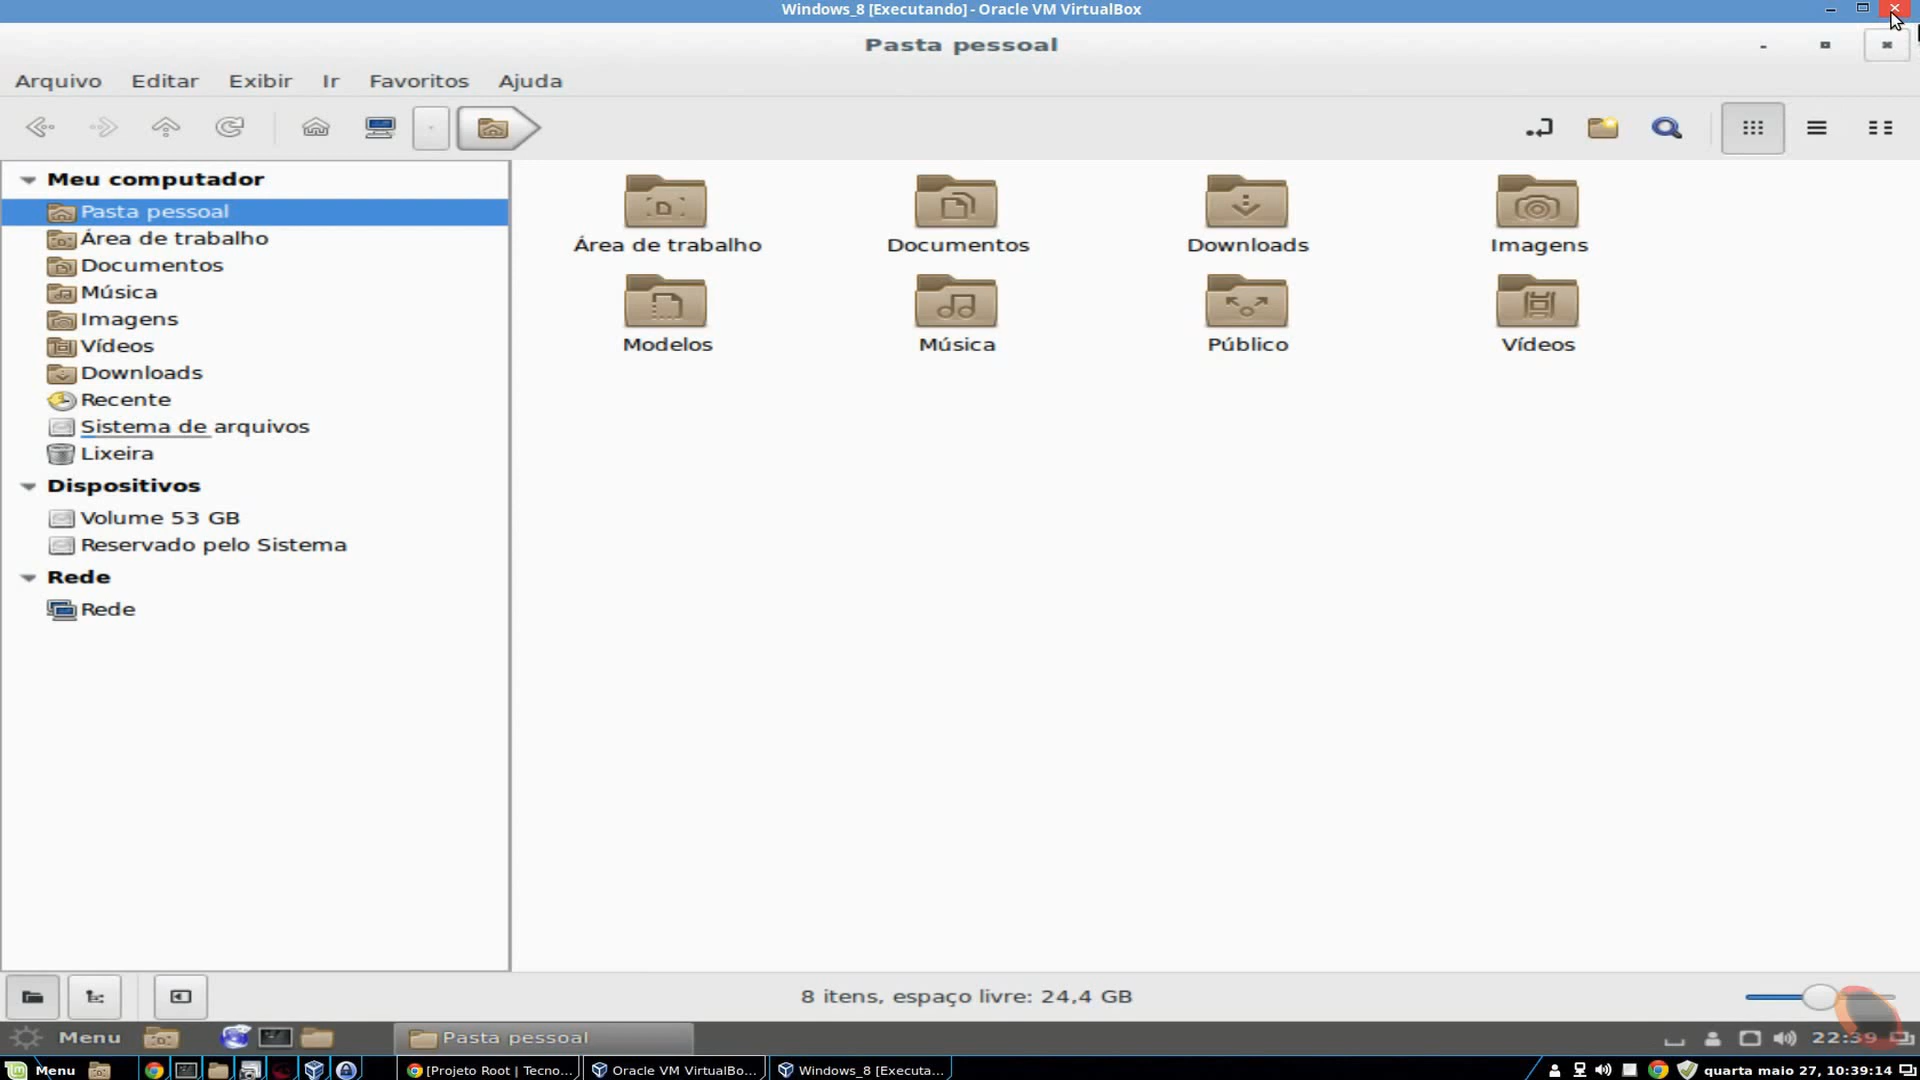 Windows_8 [Executando] - Oracle VM VirtualBox
Pasta pessoal
Arquivo Editar Exibir Ir Favoritos Ajuda
Meu computador
Pasta pessoal
Área de trabalho
Documentos
Música
Imagens
Vídeos
Downloads
Recente
Sistema de arquivos
Lixeira
Dispositivos
Volume 53 GB
Reservado pelo Sistema
Rede
Rede
Área de trabalho Documentos Downloads Imagens
Modelos Música Público Vídeos
8 itens, espaço livre: 24,4 GB
Menu Pasta pessoal 22:39
Menu [Projeto Root | Tecno... Oracle VM VirtualBo... Windows_8 [Executa... quarta maio 27, 10:39:14